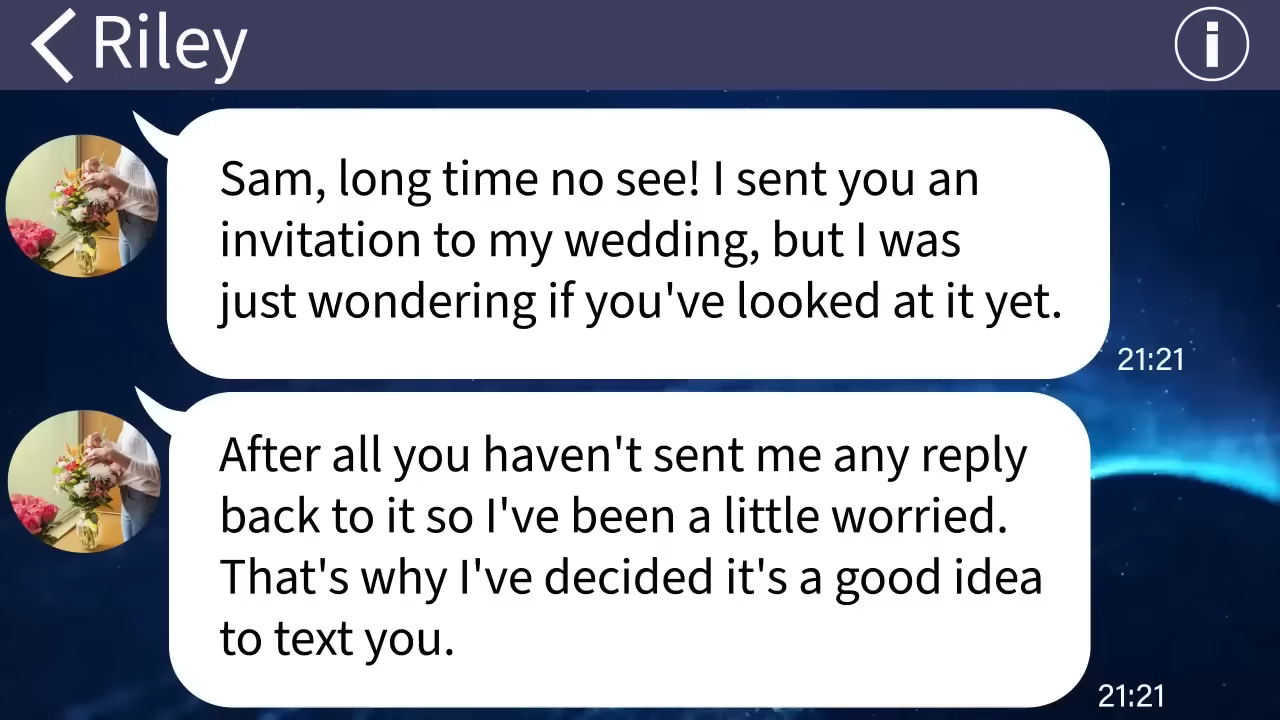 Riley
Sam, long time no see! I sent you an
invitation to my wedding, but I was
just wondering if you've looked at it yet.
21:21
After all you haven't sent me any reply
back to it so I've been a little worried.
That's why I've decided it's a good idea
to text you.
21:21